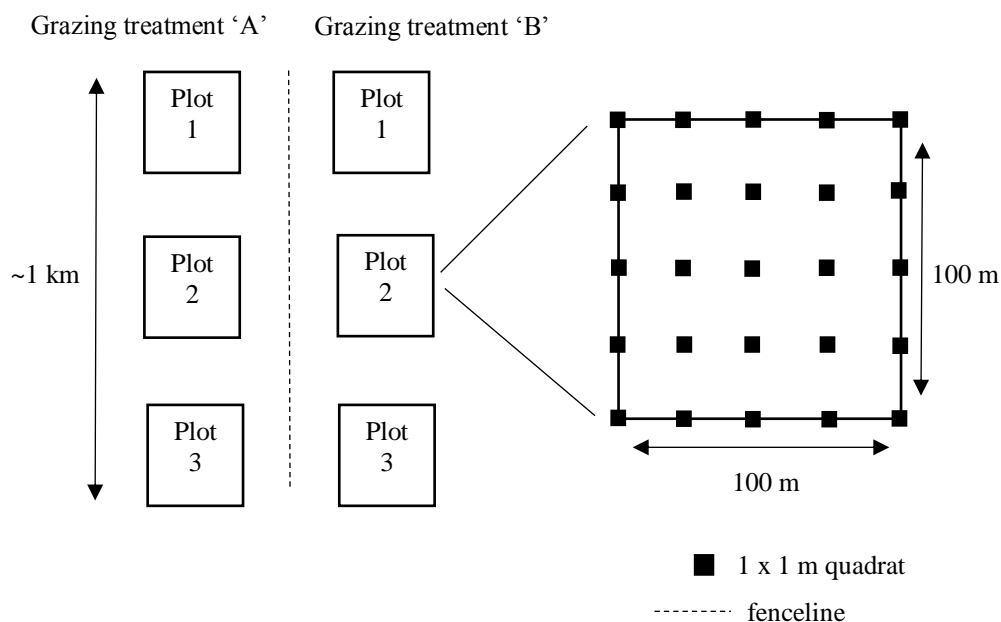 Grazing treatment ‘A’
Grazing treatment ‘B’
Plot
1
Plot
1
~1 km
Plot
2
Plot
2
100 m
Plot
3
Plot
3
100 m
1 x 1 m quadrat
fenceline